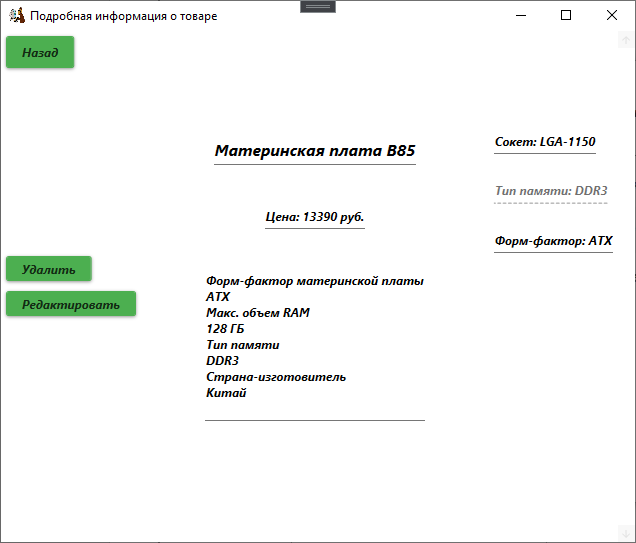 Подробная информация о товаре
Назад
Материнская плата B85
Сокет: LGA-1150
Тип памяти: DDR3
Цена: 13390 руб.
Форм-фактор: ATX
Удалить
Редактировать
Форм-фактор материнской платы
ATX
Макс. объем RAM
128 ГБ
Тип памяти
DDR3
Страна-изготовитель
Китай